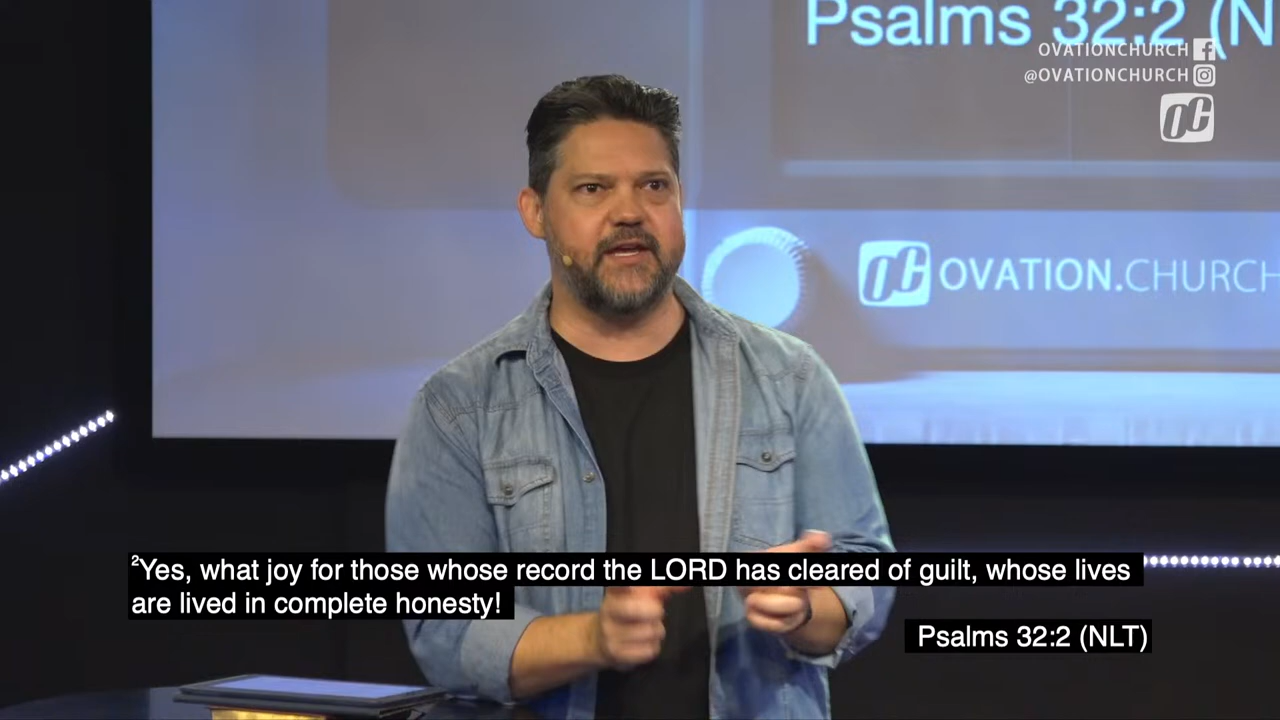 Psalms 32:2 (N
OVATIONCHURCH
@OVATIONCHURCH
OC
OC OVATION.CHURCH
²Yes, what joy for those whose record the LORD has cleared of guilt, whose lives
are lived in complete honesty!
Psalms 32:2 (NLT)